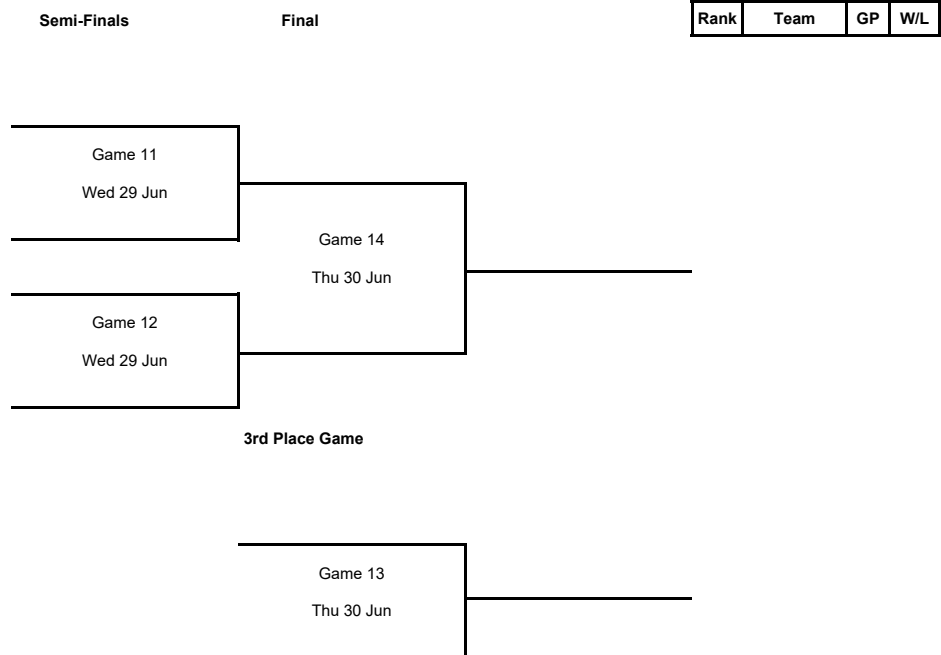 Semi-Finals Final
Rank Team GP W/L
Game 11
Wed 29 Jun
Game 14
Thu 30 Jun
Game 12
Wed 29 Jun
3rd Place Game
Game 13
Thu 30 Jun